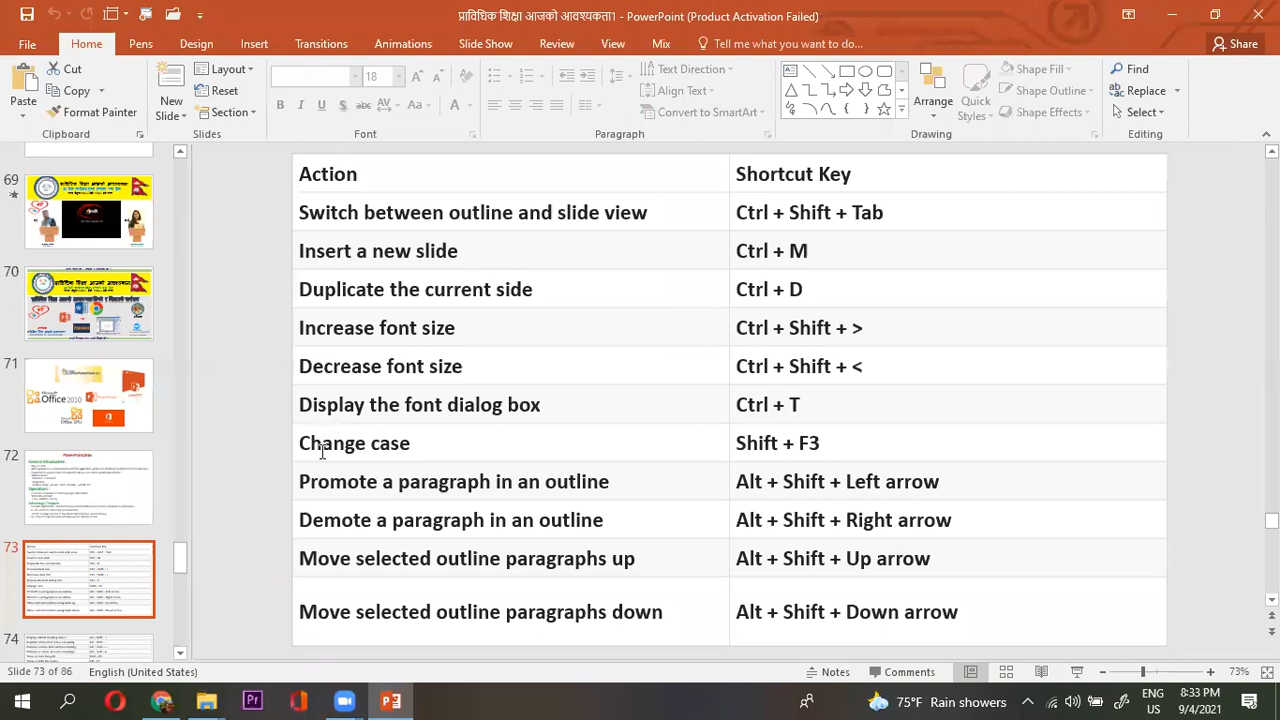 प्राविधिक शिक्षा आजको आवश्यकता1 - PowerPoint (Product Activation Failed)
File Home Pens Design Insert Transitions Animations Slide Show Review View Mix Tell me what you want to do... Share
Paste
Cut
Copy
Format Painter
Clipboard
New Slide
Layout
Reset
Section
Slides
18
Font
Text Direction
Align Text
Convert to SmartArt
Paragraph
Arrange
Quick Styles
Shape Fill
Shape Outline
Shape Effects
Drawing
Find
Replace
Select
Editing
69
70
71
Office 2010
72
73
74
Action Shortcut Key
Switch between outline and slide view Ctrl + Shift + Tab
Insert a new slide Ctrl + M
Duplicate the current side Ctrl + D
Increase font size Ctrl + Shift + >
Decrease font size Ctrl + Shift + <
Display the font dialog box Ctrl + T
Change case Shift + F3
Promote a paragraph in an outline Alt + Shift + Left arrow
Demote a paragraph in an outline Alt + Shift + Right arrow
Move selected outline paragraphs up Alt + Shift + Up arrow
Move selected outline paragraphs down Alt + Shift + Down arrow
Slide 73 of 86 English (United States) Notes Comments 73%
75°F Rain showers ENG US 8:33 PM 9/4/2021